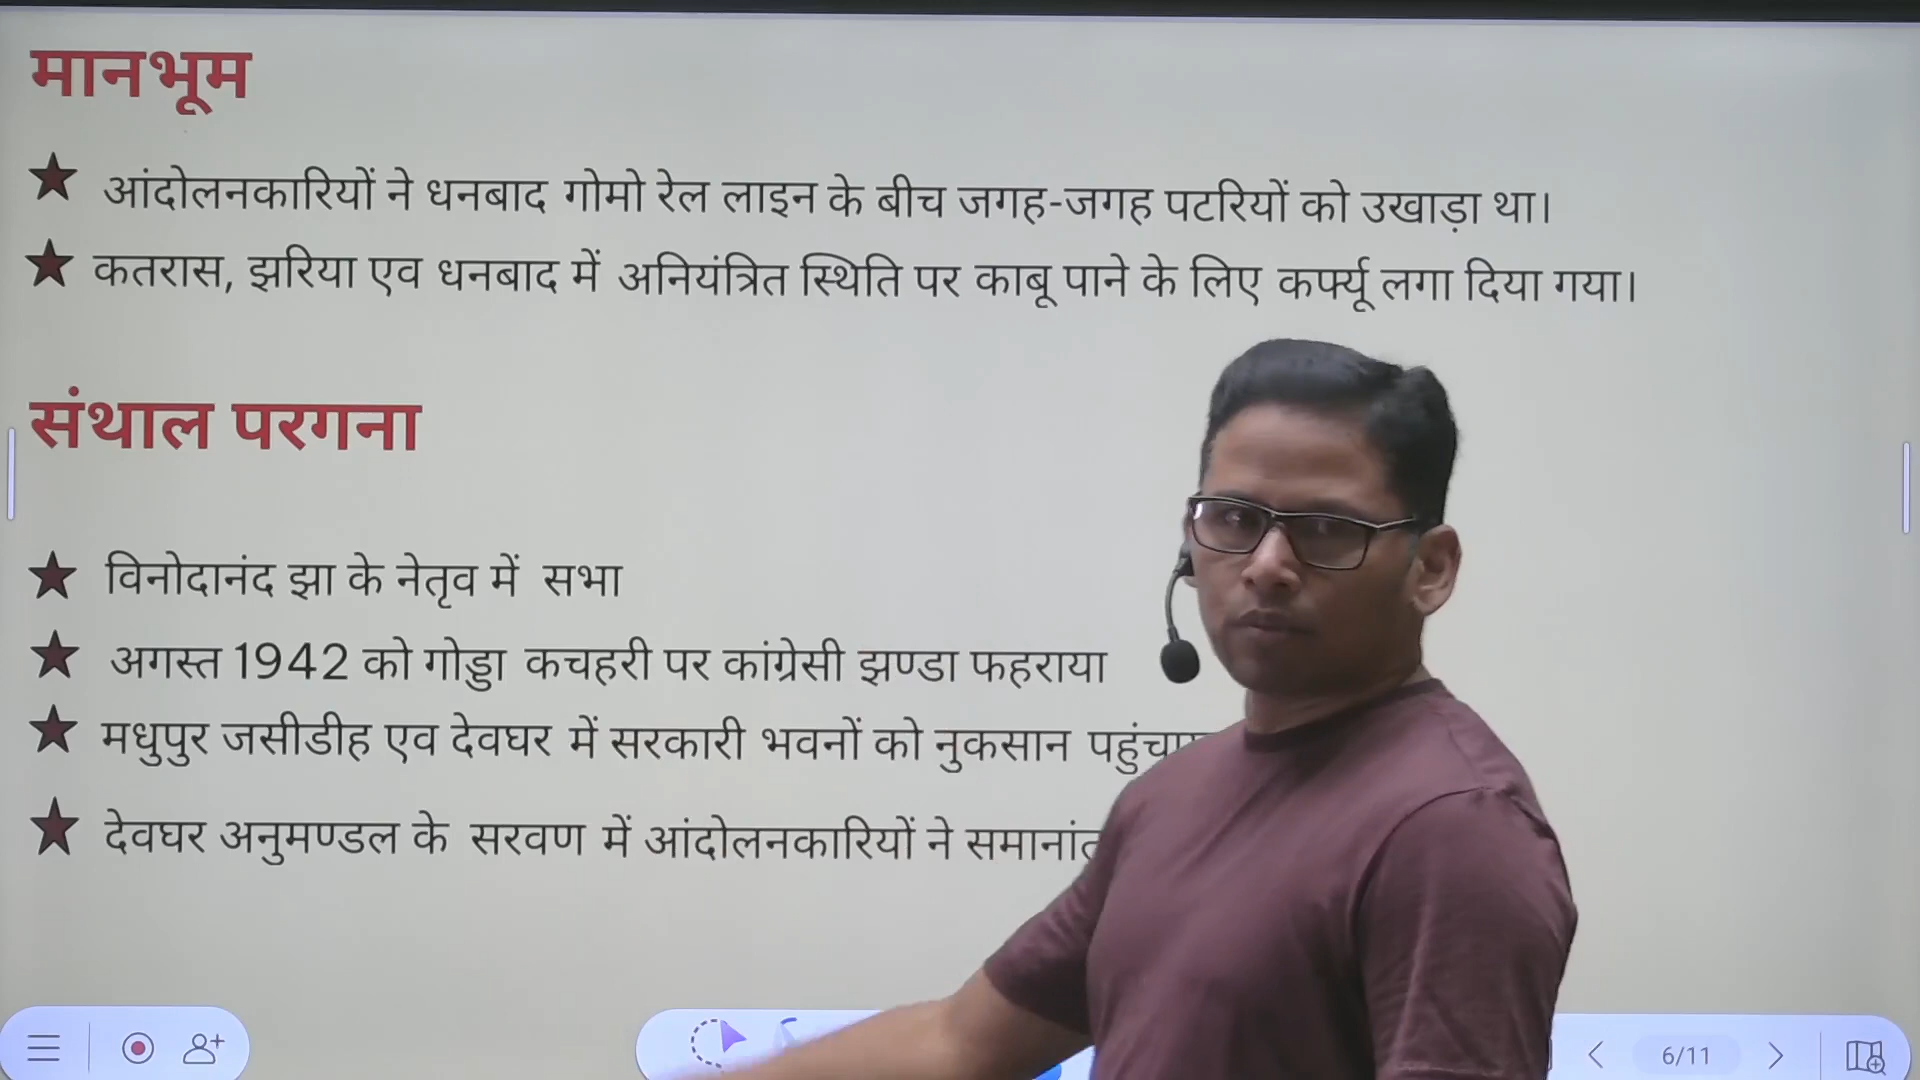 मानभूम
आंदोलनकारियों ने धनबाद गोमो रेल लाइन के बीच जगह-जगह पटरियों को उखाड़ा था।
कतरास, झरिया एव धनबाद में अनियंत्रित स्थिति पर काबू पाने के लिए कर्फ्यू लगा दिया गया।
संथाल परगना
विनोदानंद झा के नेतृव में सभा
अगस्त 1942 को गोड्डा कचहरी पर कांग्रेसी झण्डा फहराया
मधुपुर जसीडीह एव देवघर में सरकारी भवनों को नुकसान
देवघर अनुमण्डल के सरवण में आंदोलनकारियों ने
6/11